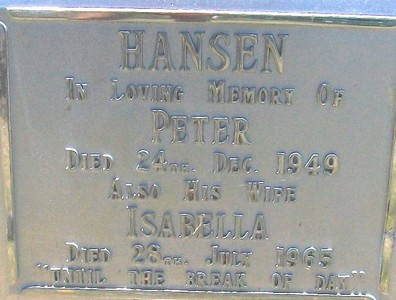 HANSEN
IN LOVING MEMORY OF
PETER
DIED 24TH. DEC. 1949
ALSO HIS WIFE
ISABELLA
DIED 28TH. JULY 1965
"UNTIL THE BREAK OF DAY"